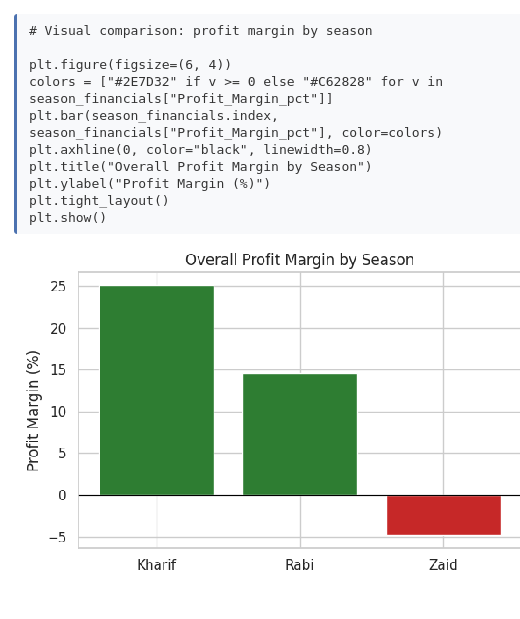 # Visual comparison: profit margin by season
plt.figure(figsize=(6, 4))
colors = ["#2E7D32" if v >= 0 else "#C62828" for v in
season_financials["Profit_Margin_pct"]]
plt.bar(season_financials.index,
season_financials["Profit_Margin_pct"], color=colors)
plt.axhline(0, color="black", linewidth=0.8)
plt.title("Overall Profit Margin by Season")
plt.ylabel("Profit Margin (%)")
plt.tight_layout()
plt.show()
Overall Profit Margin by Season
Profit Margin (%)
25
20
15
10
5
0
−5
Kharif Rabi Zaid